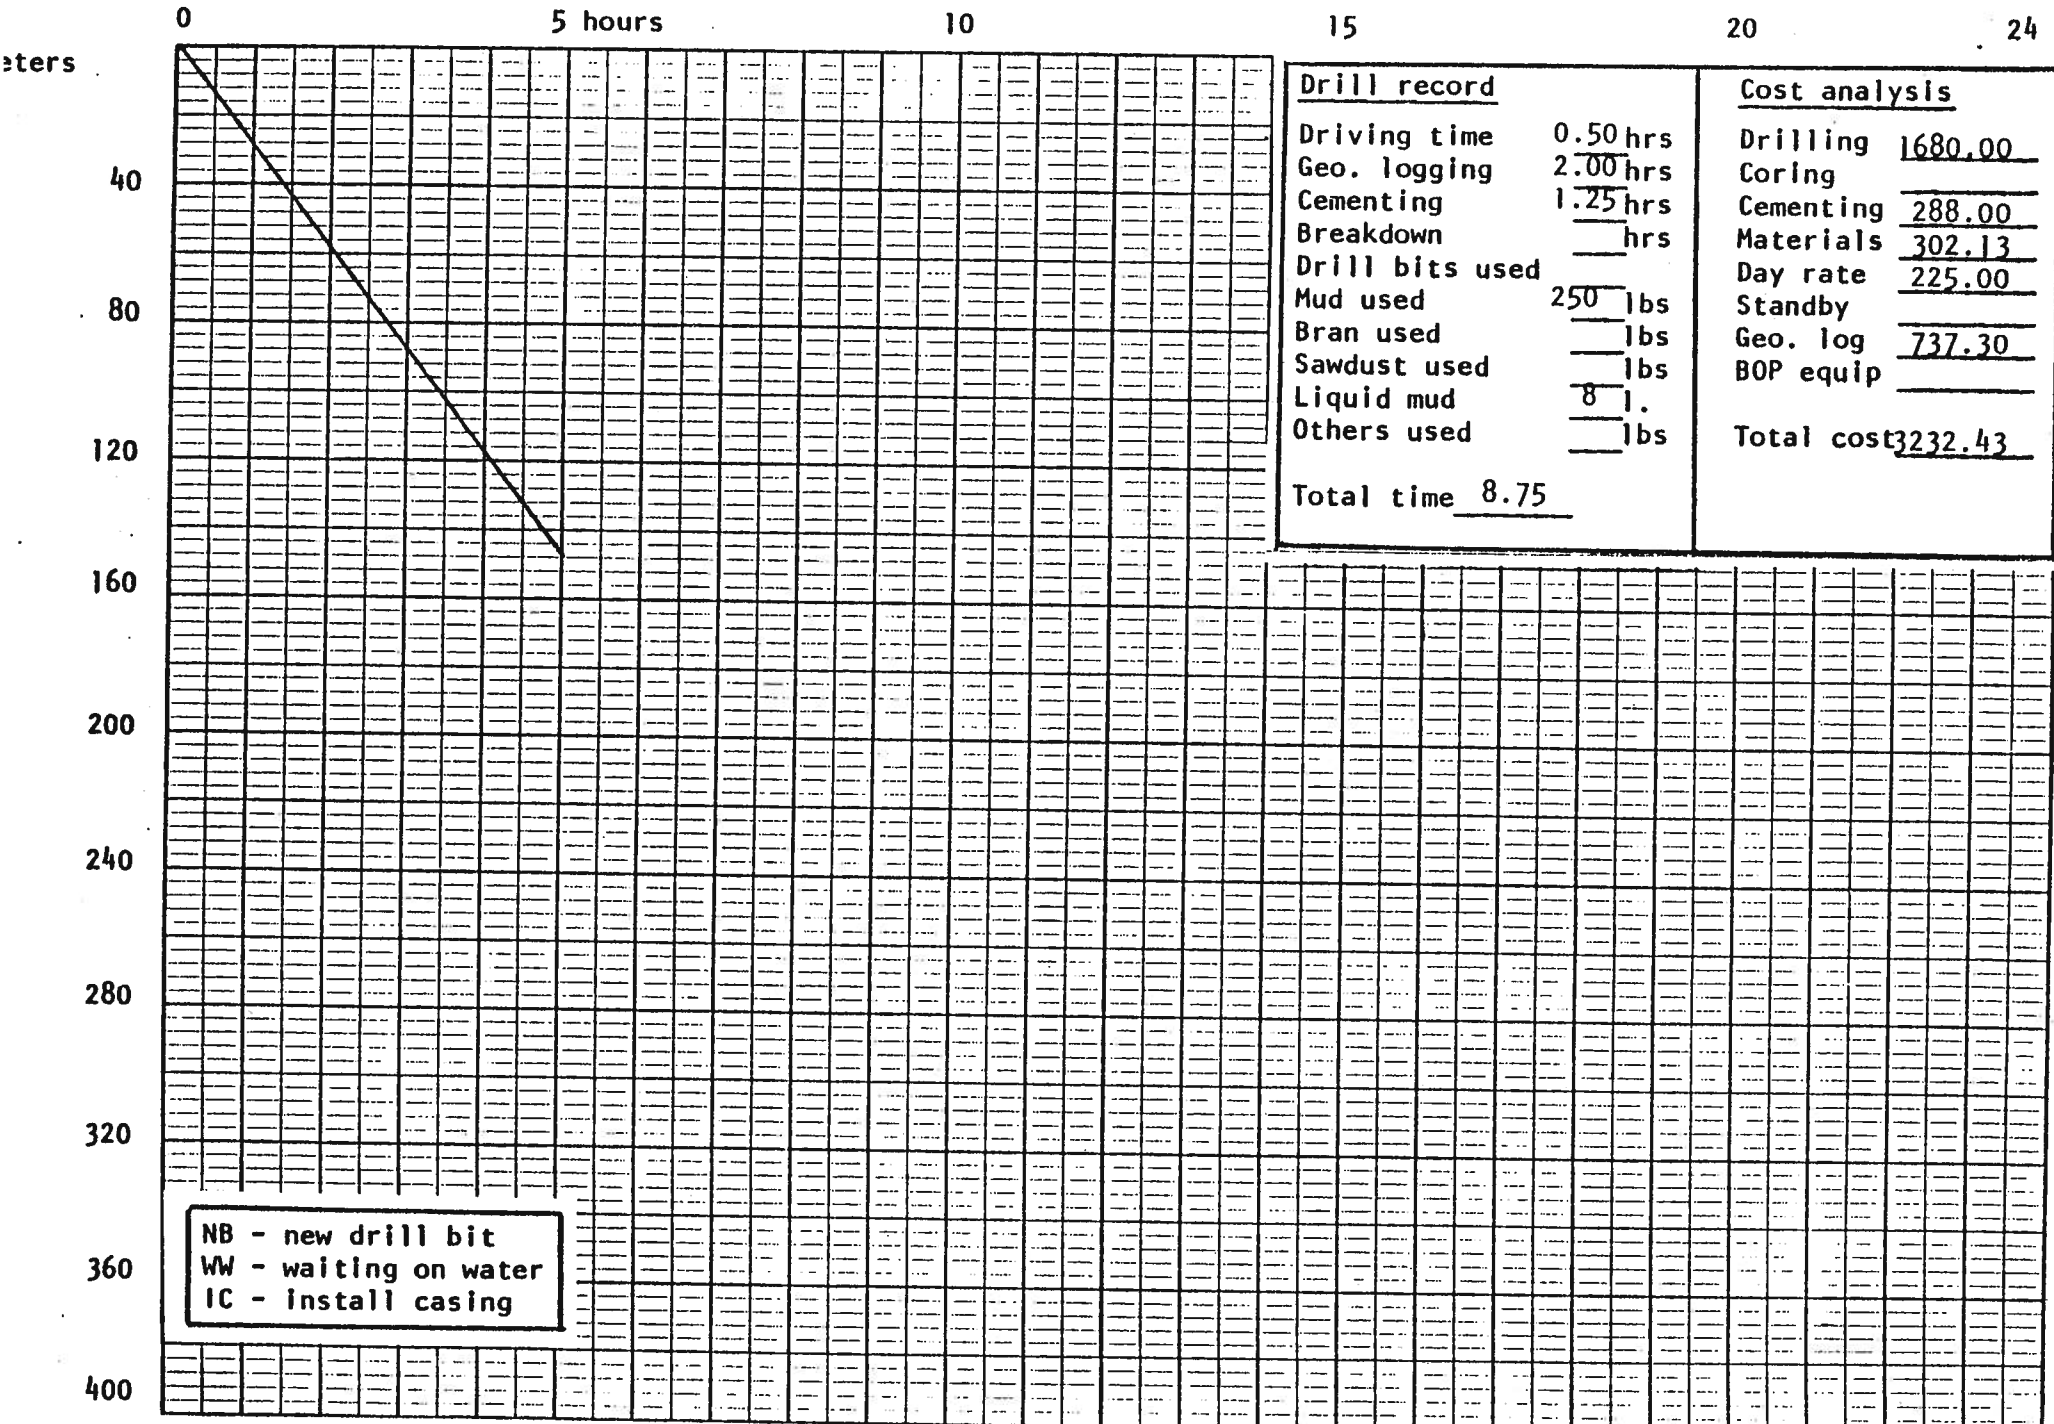 0 5 hours 10 15 20 24
eters
40
80
120
160
200
240
280
320
360
400
Drill record
Driving time 0.50 hrs
Geo. logging 2.00 hrs
Cementing 1.25 hrs
Breakdown hrs
Drill bits used
Mud used 250 lbs
Bran used lbs
Sawdust used lbs
Liquid mud 8 l.
Others used lbs
Total time 8.75
Cost analysis
Drilling 1680.00
Coring
Cementing 288.00
Materials 302.13
Day rate 225.00
Standby
Geo. log 737.30
BOP equip
Total cost 3232.43
NB - new drill bit
WW - waiting on water
IC - install casing